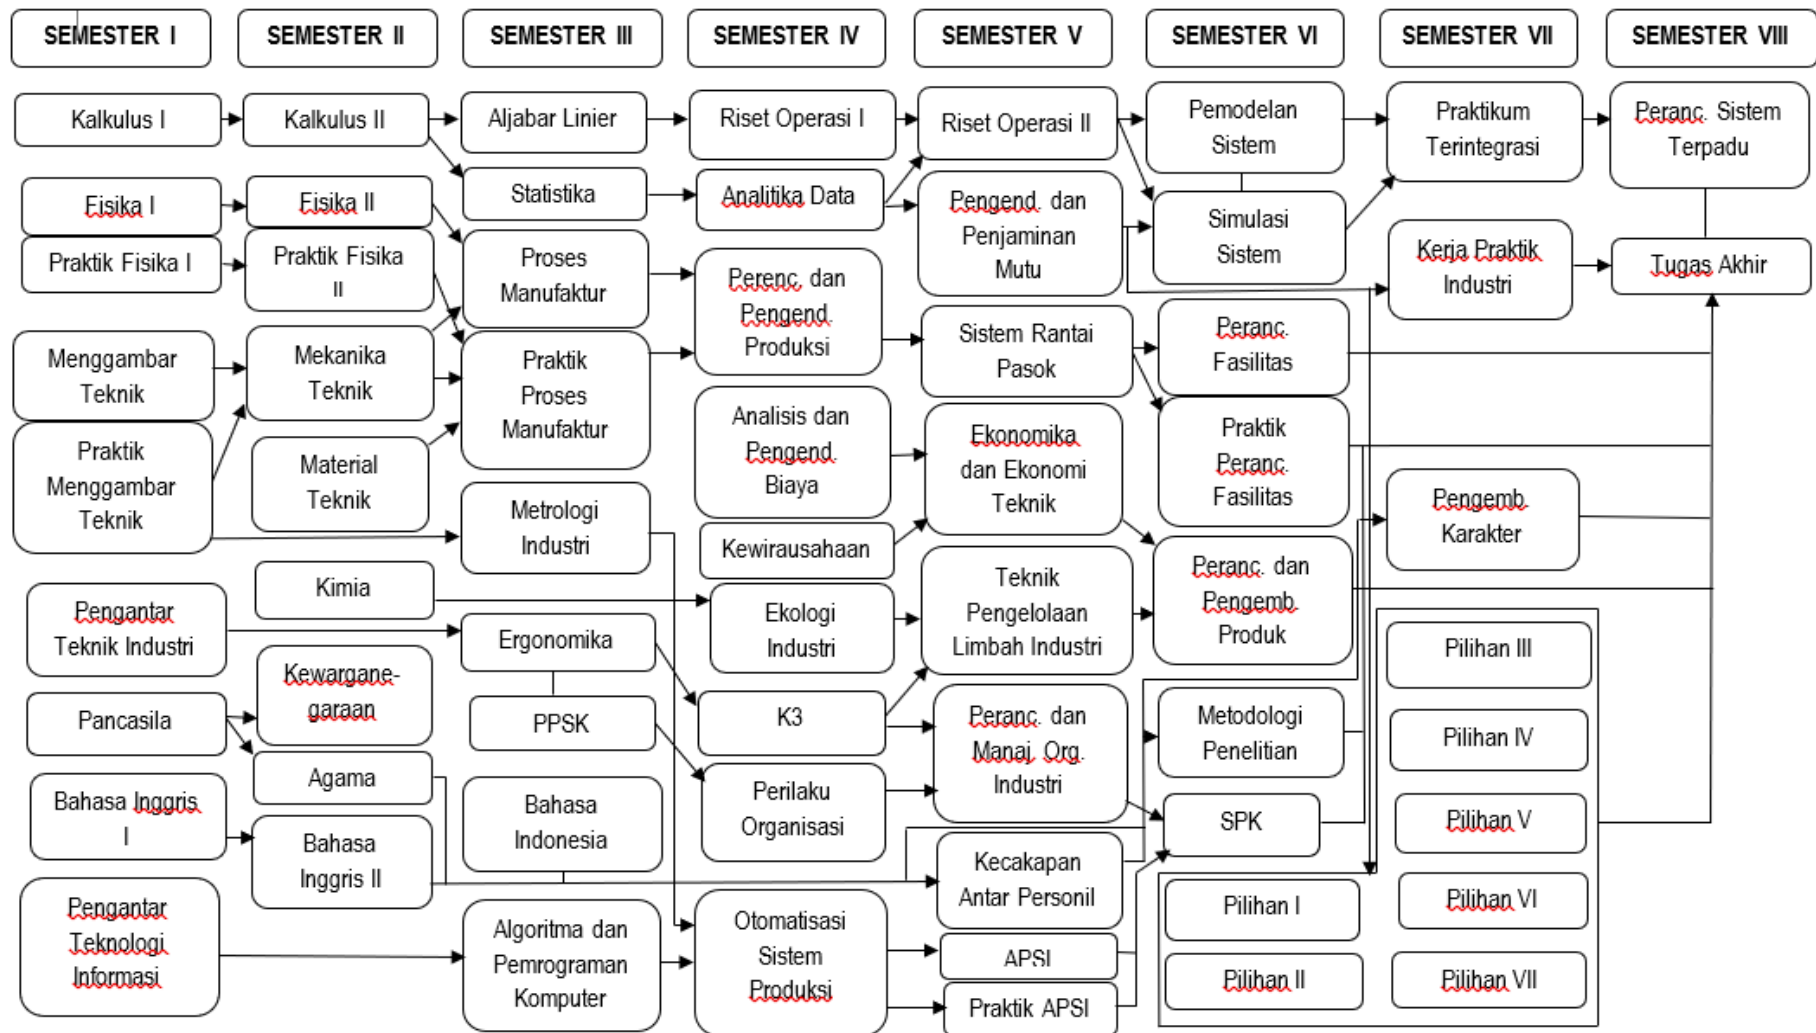 SEMESTER I
SEMESTER II
SEMESTER III
SEMESTER IV
SEMESTER V
SEMESTER VI
SEMESTER VII
SEMESTER VIII
Kalkulus I
Fisika I
Praktik Fisika I
Menggambar
Teknik
Praktik
Menggambar
Teknik
Pengantar
Teknik Industri
Pancasila
Bahasa Inggris
I
Pengantar
Teknologi
Informasi
Kalkulus II
Fisika II
Praktik Fisika
II
Mekanika
Teknik
Material
Teknik
Kimia
Kewargane-
garaan
Agama
Bahasa
Inggris II
Aljabar Linier
Statistika
Proses
Manufaktur
Praktik
Proses
Manufaktur
Metrologi
Industri
Ergonomika
PPSK
Bahasa
Indonesia
Algoritma dan
Pemrograman
Komputer
Riset Operasi I
Analitika Data
Perenc. dan
Pengend.
Produksi
Analisis dan
Pengend.
Biaya
Kewirausahaan
Ekologi
Industri
K3
Perilaku
Organisasi
Otomatisasi
Sistem
Produksi
Riset Operasi II
Pengend. dan
Penjaminan
Mutu
Sistem Rantai
Pasok
Ekonomika
dan Ekonomi
Teknik
Teknik
Pengelolaan
Limbah Industri
Peranc. dan
Manaj. Org.
Industri
Kecakapan
Antar Personil
APSI
Praktik APSI
Pemodelan
Sistem
Simulasi
Sistem
Peranc.
Fasilitas
Praktik
Peranc.
Fasilitas
Peranc. dan
Pengemb.
Produk
Metodologi
Penelitian
SPK
Pilihan I
Pilihan II
Praktikum
Terintegrasi
Kerja Praktik
Industri
Pengemb.
Karakter
Pilihan III
Pilihan IV
Pilihan V
Pilihan VI
Pilihan VII
Peranc. Sistem
Terpadu
Tugas Akhir